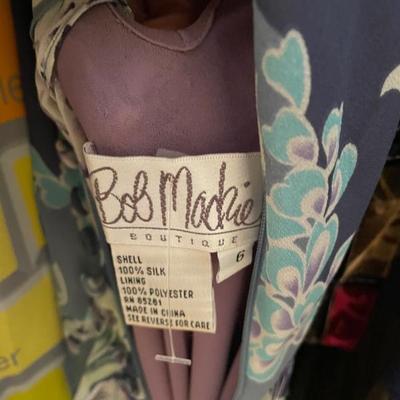 Bob Mackie
BOUTIQUE
6
SHELL
100% SILK
LINING
100% POLYESTER
RN 85281
MADE IN CHINA
SEE REVERSE FOR CARE
er